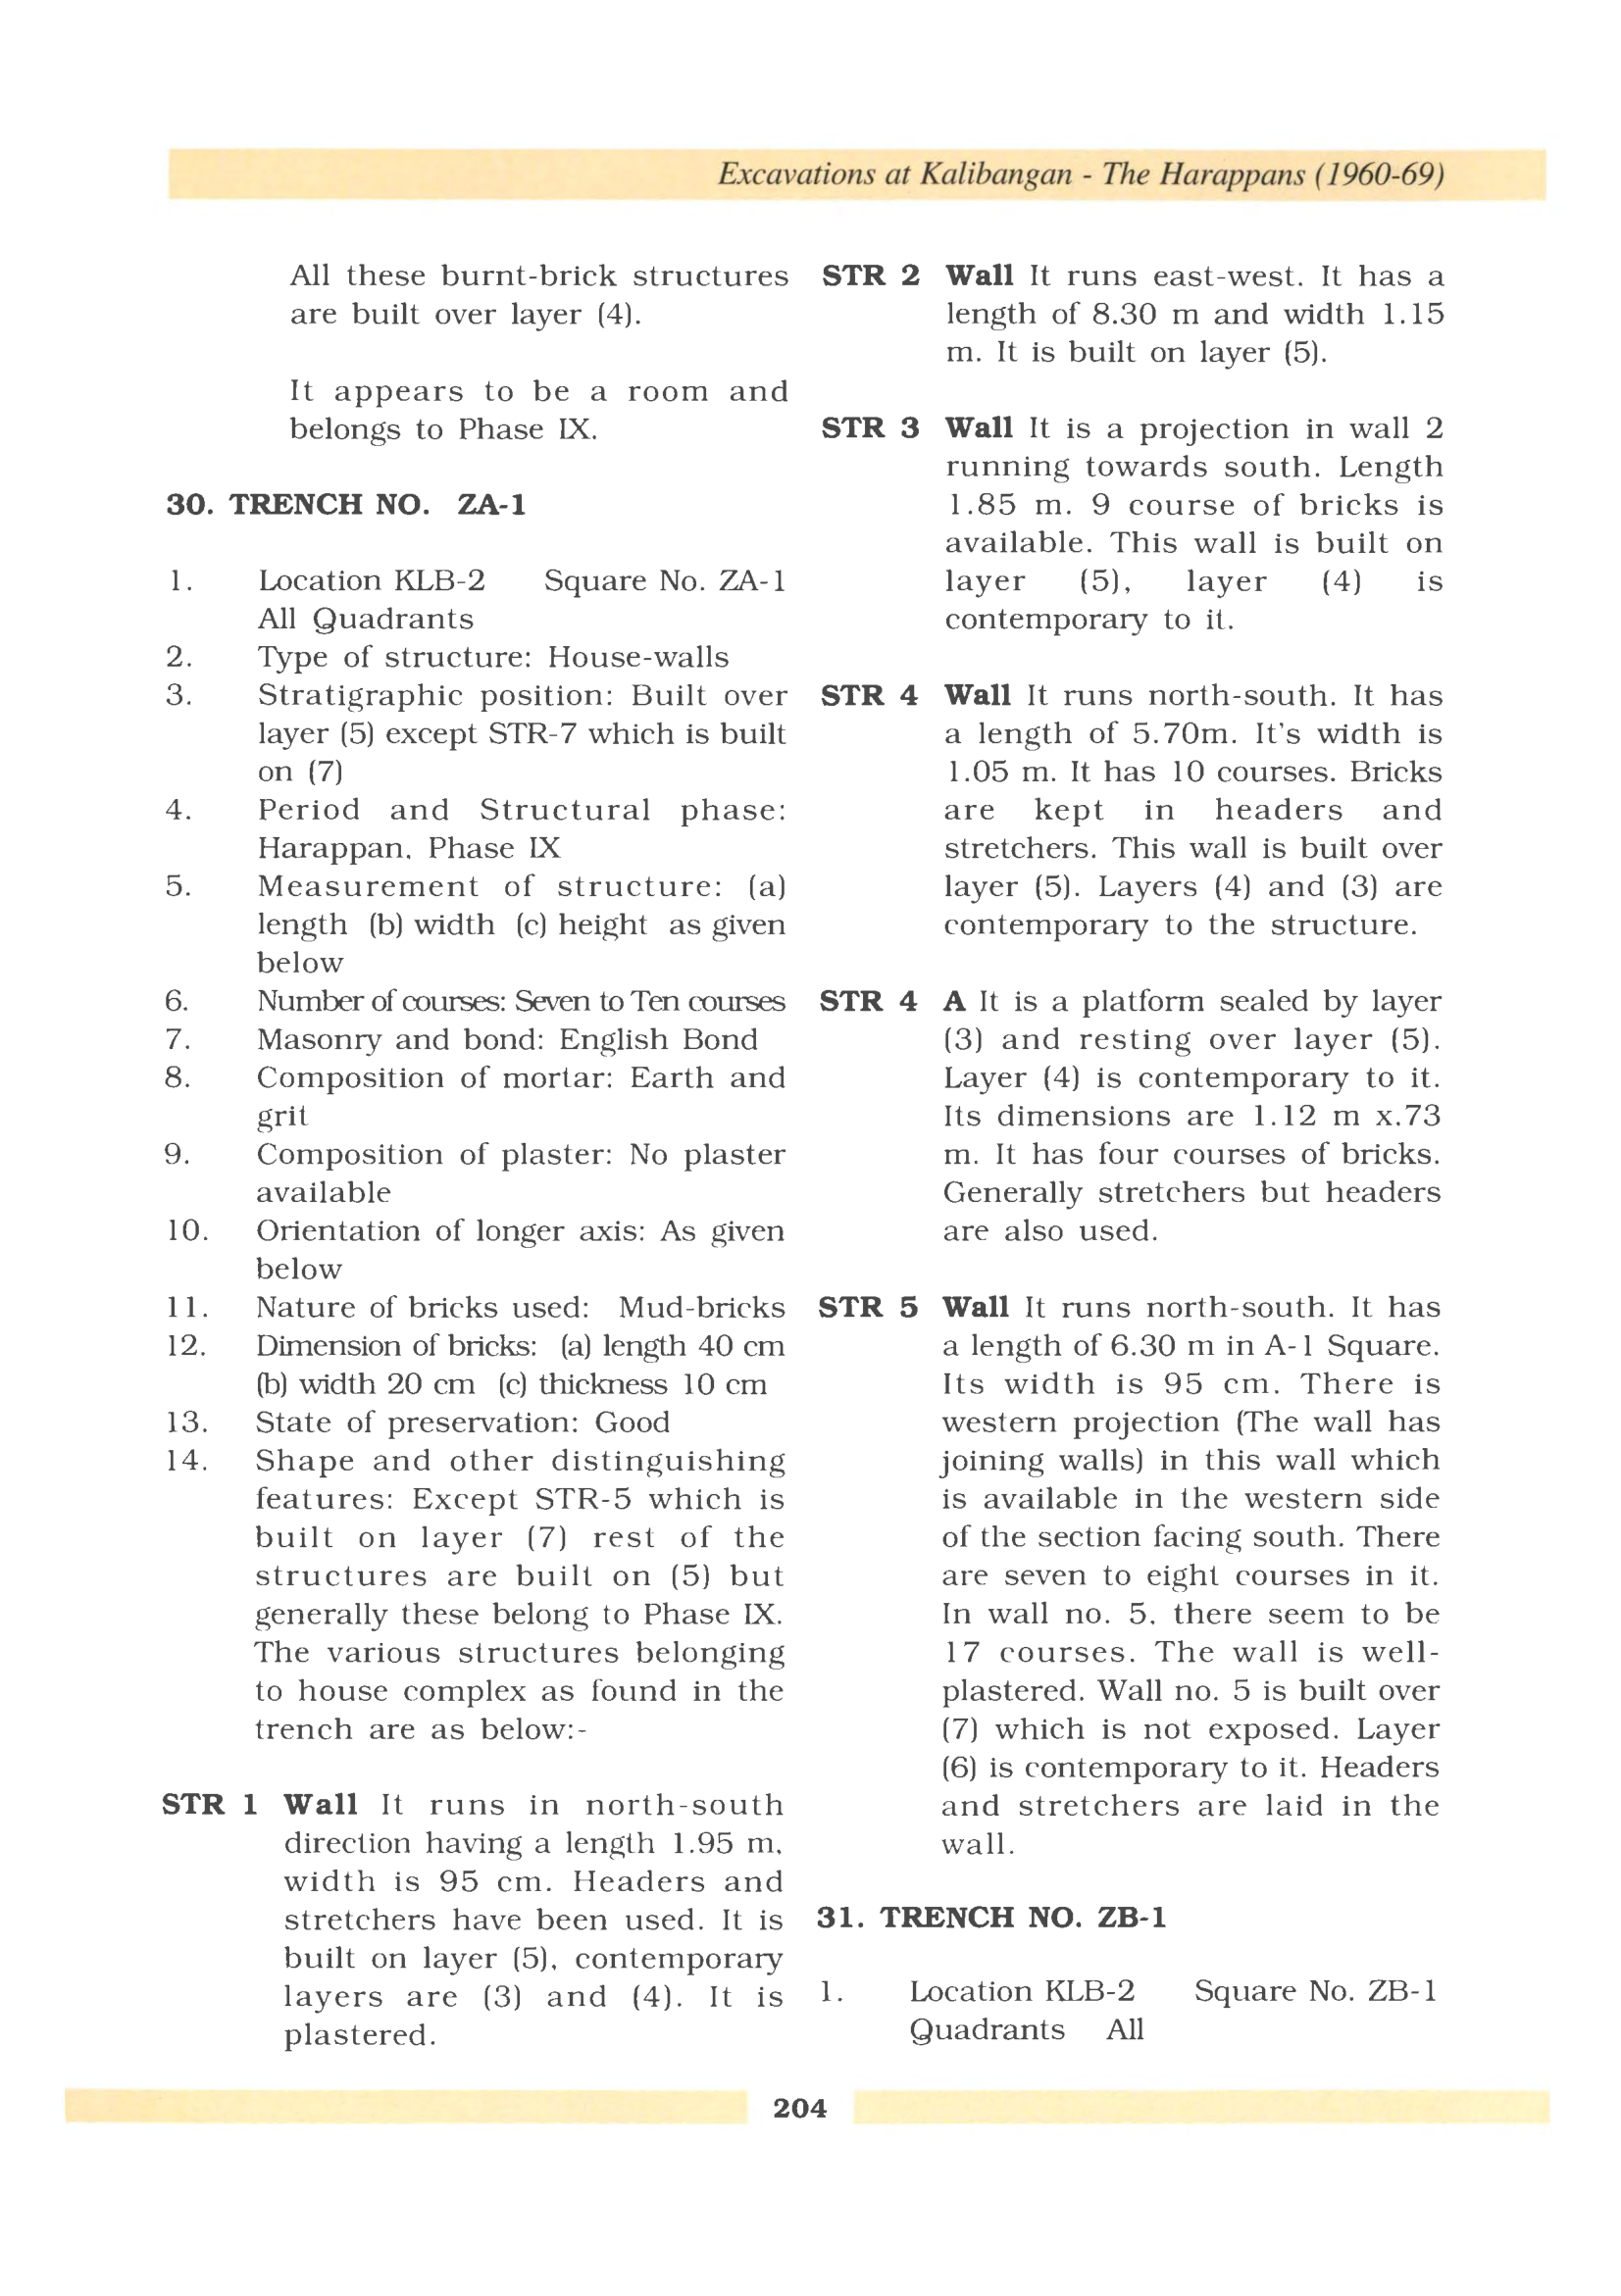 Excavations at Kalibangan - The Harappans (1960-69)
All these burnt-brick structures
are built over layer (4).
It appears to be a room and
belongs to Phase IX.
30. TRENCH NO. ZA-1
1. Location KLB-2 Square No. ZA-1
All Quadrants
2. Type of structure: House-walls
3. Stratigraphic position: Built over
layer (5) except STR-7 which is built
on (7)
4. Period and Structural phase:
Harappan, Phase IX
5. Measurement of structure: (a)
length (b) width (c) height as given
below
6. Number of courses: Seven to Ten courses
7. Masonry and bond: English Bond
8. Composition of mortar: Earth and
grit
9. Composition of plaster: No plaster
available
10. Orientation of longer axis: As given
below
11. Nature of bricks used: Mud-bricks
12. Dimension of bricks: (a) length 40 cm
(b) width 20 cm (c) thickness 10 cm
13. State of preservation: Good
14. Shape and other distinguishing
features: Except STR-5 which is
built on layer (7) rest of the
structures are built on (5) but
generally these belong to Phase IX.
The various structures belonging
to house complex as found in the
trench are as below:-
STR 1 Wall It runs in north-south
direction having a length 1.95 m,
width is 95 cm. Headers and
stretchers have been used. It is
built on layer (5), contemporary
layers are (3) and (4). It is
plastered.
STR 2 Wall It runs east-west. It has a
length of 8.30 m and width 1.15
m. It is built on layer (5).
STR 3 Wall It is a projection in wall 2
running towards south. Length
1.85 m. 9 course of bricks is
available. This wall is built on
layer (5), layer (4) is
contemporary to it.
STR 4 Wall It runs north-south. It has
a length of 5.70m. It's width is
1.05 m. It has 10 courses. Bricks
are kept in headers and
stretchers. This wall is built over
layer (5). Layers (4) and (3) are
contemporary to the structure.
STR 4 A It is a platform sealed by layer
(3) and resting over layer (5).
Layer (4) is contemporary to it.
Its dimensions are 1.12 m x.73
m. It has four courses of bricks.
Generally stretchers but headers
are also used.
STR 5 Wall It runs north-south. It has
a length of 6.30 m in A-1 Square.
Its width is 95 cm. There is
western projection (The wall has
joining walls) in this wall which
is available in the western side
of the section facing south. There
are seven to eight courses in it.
In wall no. 5, there seem to be
17 courses. The wall is well-
plastered. Wall no. 5 is built over
(7) which is not exposed. Layer
(6) is contemporary to it. Headers
and stretchers are laid in the
wall.
31. TRENCH NO. ZB-1
1. Location KLB-2 Square No. ZB-1
Quadrants All
204